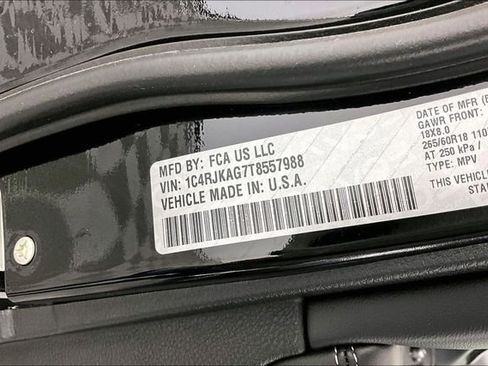 MFD BY: FCA US LLC
VIN: 1C4RJKAG7T8557988
VEHICLE MADE IN U.S.A.
DATE OF MFR
GAWR FRONT:
18X8.0
265/60R18
AT 250 kPa /
TYPE: MPV
THIS VEHICLE